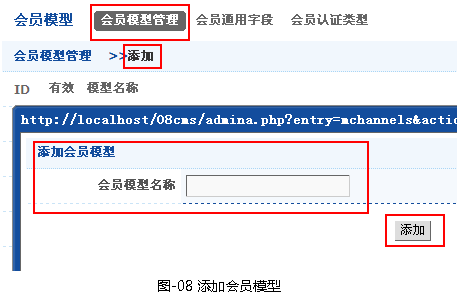 会员模型 会员模型管理 会员通用字段 会员认证类型
会员模型管理 >>添加
ID 有效 模型名称
http://localhost/08cms/admina.php?entry=mchannels&actio
添加会员模型
会员模型名称
添加
图-08 添加会员模型